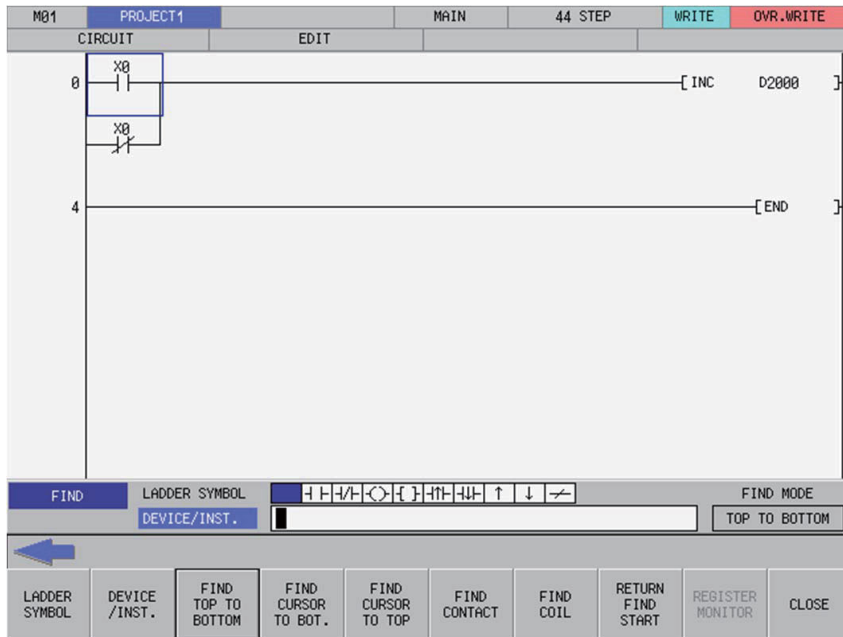 M01 PROJECT1 MAIN 44 STEP WRITE OVR.WRITE
CIRCUIT EDIT
X0
0 INC D2000
X0
4 END
FIND LADDER SYMBOL FIND MODE
DEVICE/INST. TOP TO BOTTOM
LADDER SYMBOL
DEVICE /INST.
FIND TOP TO BOTTOM
FIND CURSOR TO BOT.
FIND CURSOR TO TOP
FIND CONTACT
FIND COIL
RETURN FIND START
REGISTER MONITOR
CLOSE